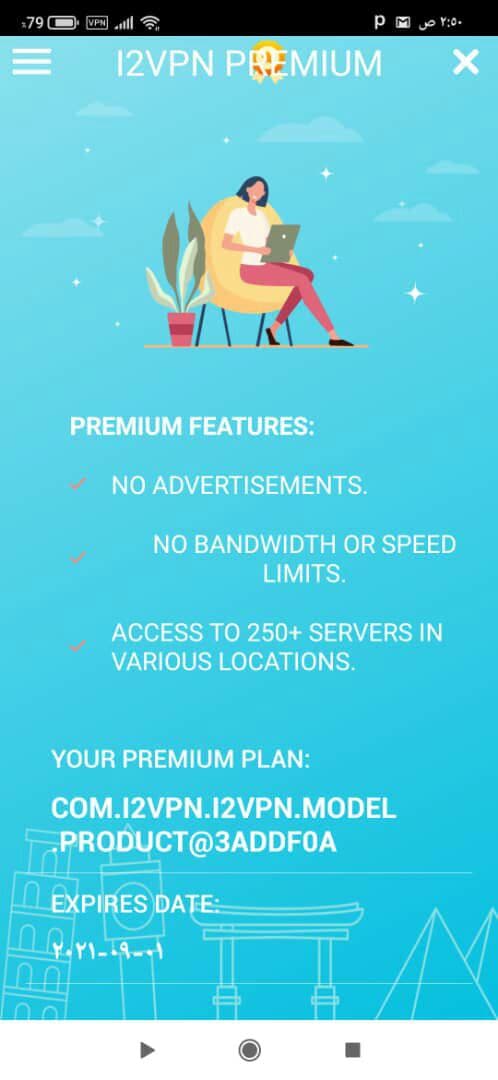 ٪79 VPN P M ٢:٥٠ ص
I2VPN PREMIUM
PREMIUM FEATURES:
NO ADVERTISEMENTS.
NO BANDWIDTH OR SPEED
LIMITS.
ACCESS TO 250+ SERVERS IN
VARIOUS LOCATIONS.
YOUR PREMIUM PLAN:
COM.I2VPN.I2VPN.MODEL
.PRODUCT@3ADDF0A
EXPIRES DATE:
٢٠٢١-٠٩-٠١